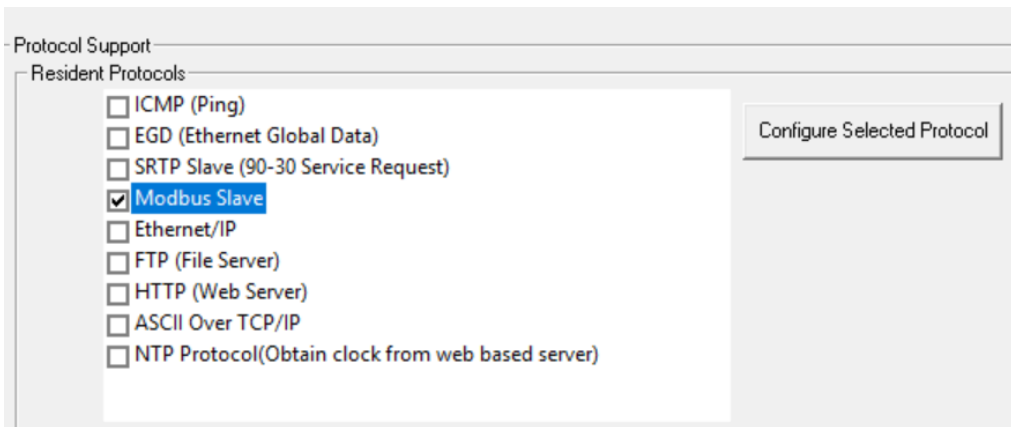 Protocol Support
Resident Protocols
ICMP (Ping)
EGD (Ethernet Global Data)
SRTP Slave (90-30 Service Request)
Modbus Slave
Ethernet/IP
FTP (File Server)
HTTP (Web Server)
ASCII Over TCP/IP
NTP Protocol(Obtain clock from web based server)
Configure Selected Protocol